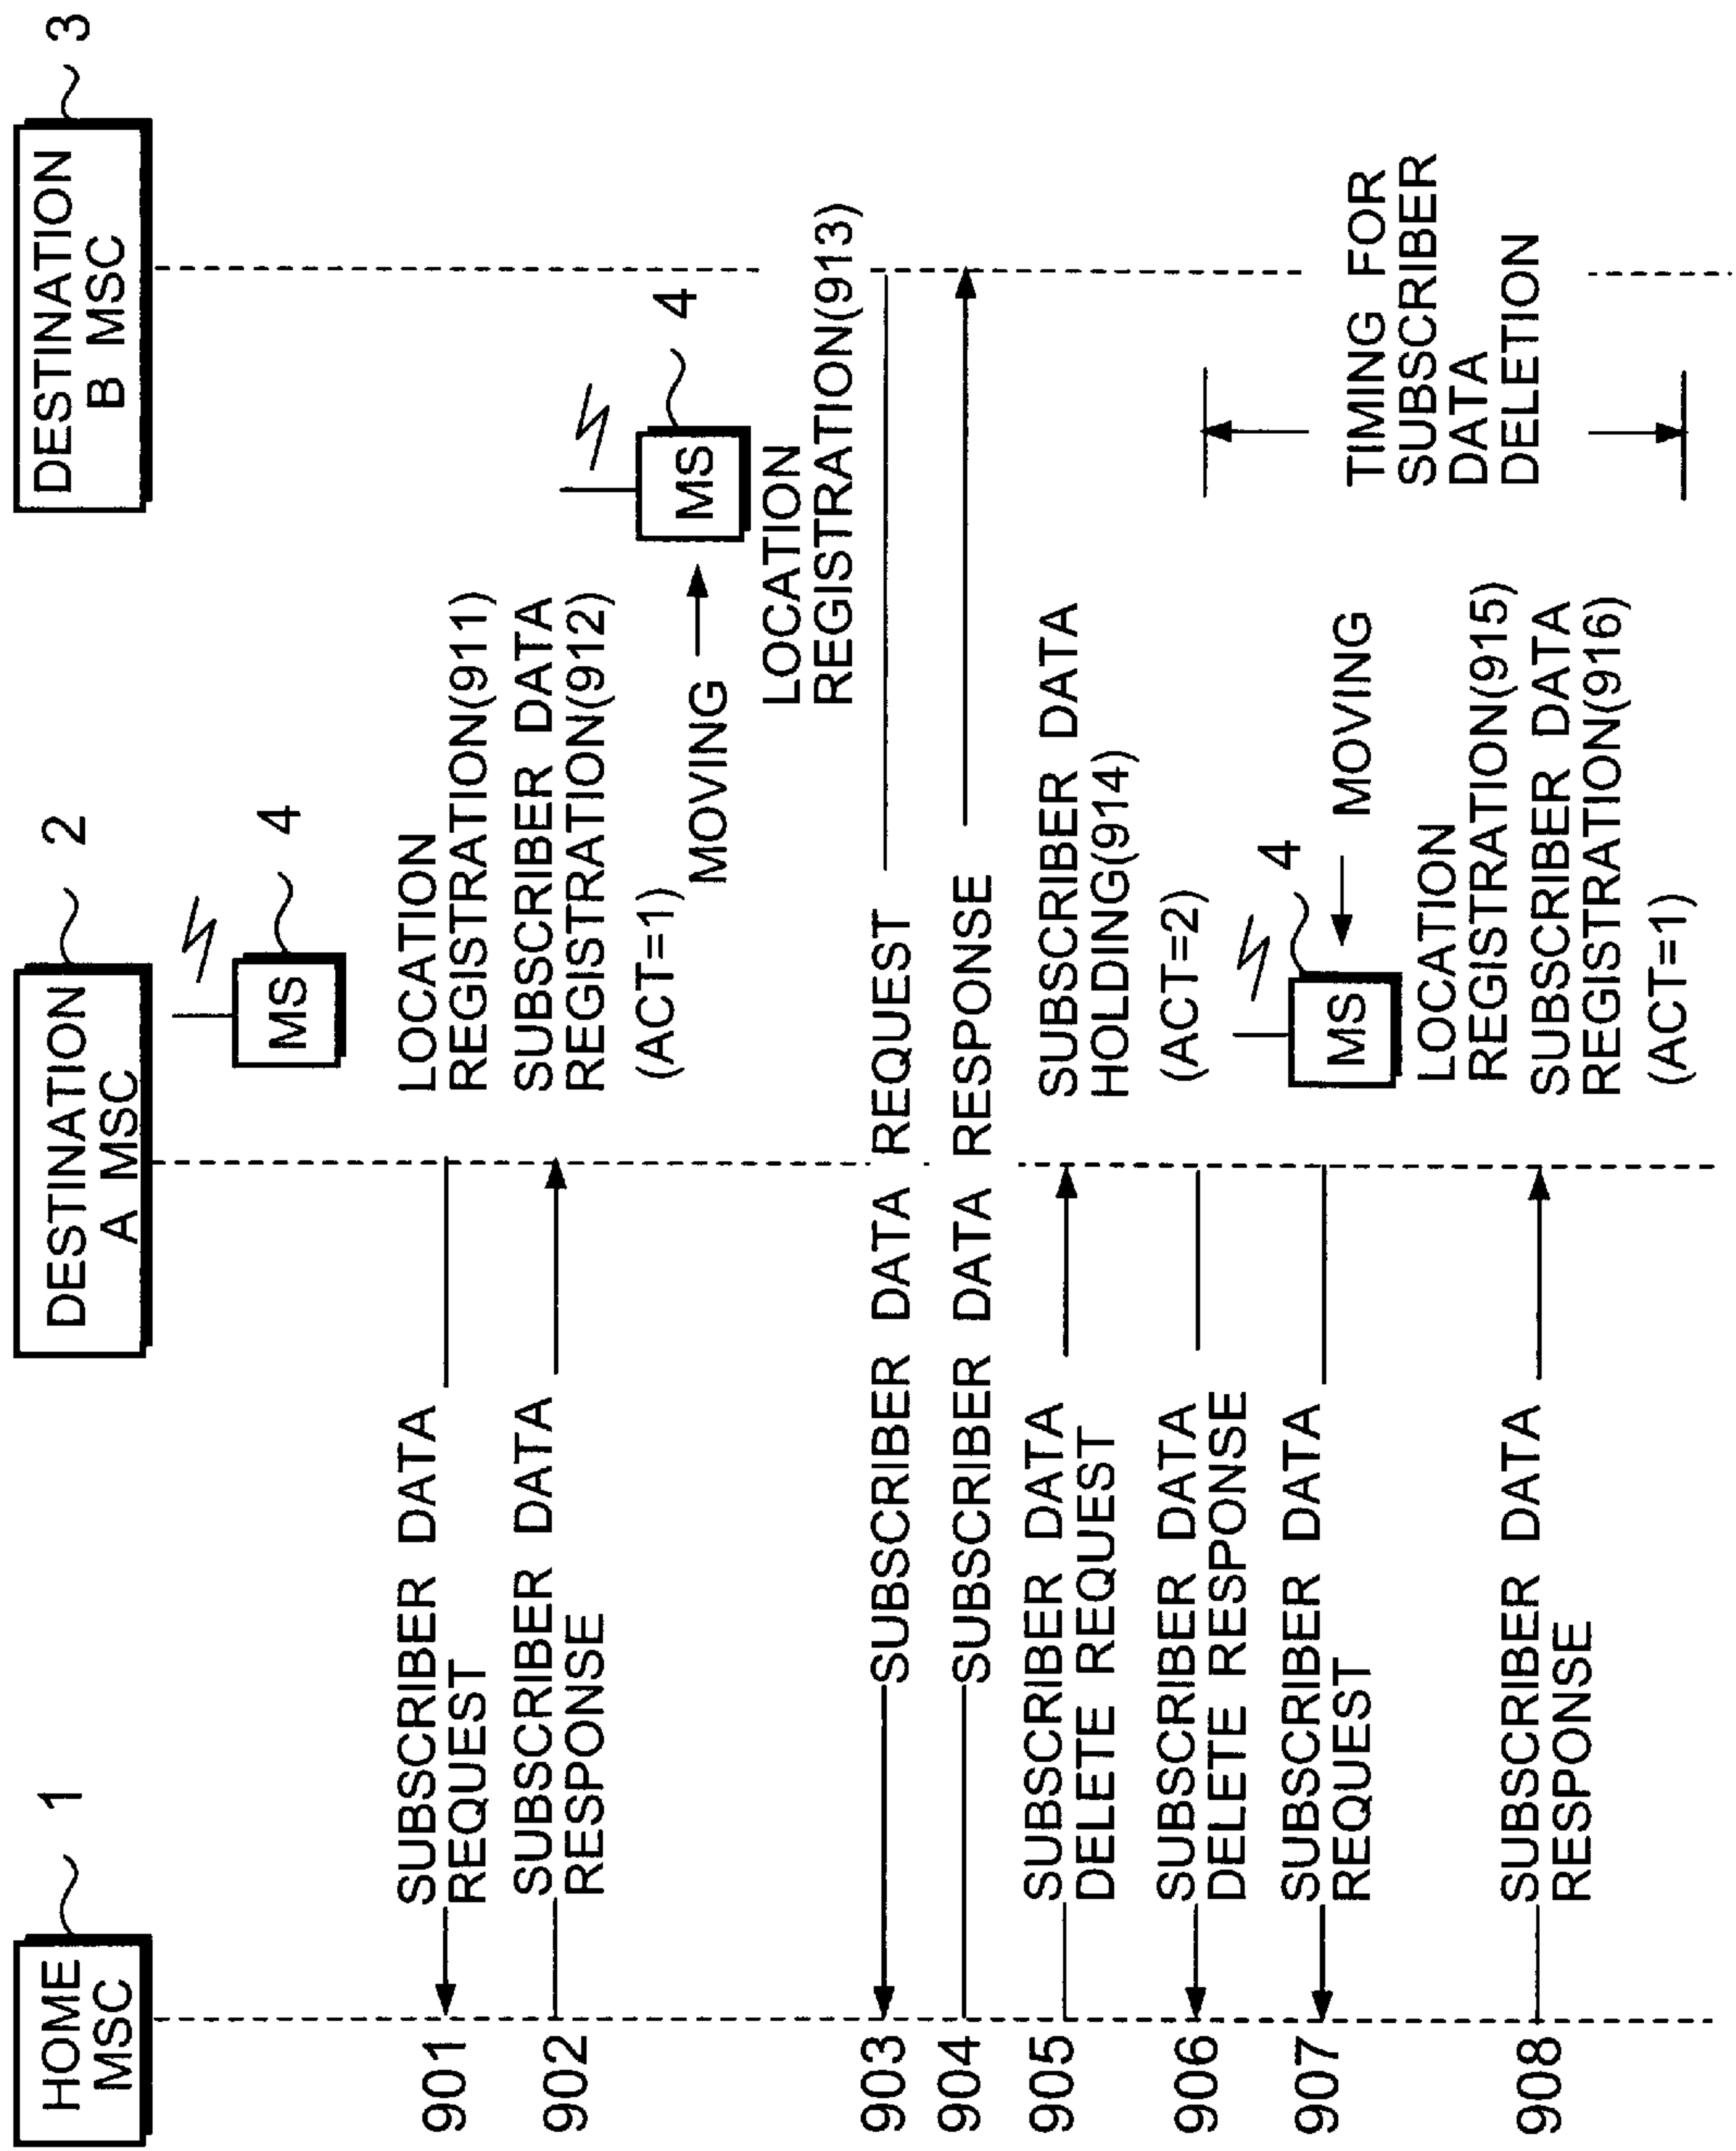 HOME
MSC
1
DESTINATION
A MSC
2
DESTINATION
B MSC
3
MS
4
901
SUBSCRIBER DATA
REQUEST
LOCATION
REGISTRATION(911)
902
SUBSCRIBER DATA
RESPONSE
SUBSCRIBER DATA
REGISTRATION(912)
(ACT=1)
MOVING
MS
4
LOCATION
REGISTRATION(913)
903
SUBSCRIBER DATA REQUEST
904
SUBSCRIBER DATA RESPONSE
905
SUBSCRIBER DATA
DELETE REQUEST
SUBSCRIBER DATA
HOLDING(914)
(ACT=2)
906
SUBSCRIBER DATA
DELETE RESPONSE
907
SUBSCRIBER DATA
REQUEST
MS
4
MOVING
LOCATION
REGISTRATION(915)
908
SUBSCRIBER DATA
RESPONSE
SUBSCRIBER DATA
REGISTRATION(916)
(ACT=1)
TIMING FOR
SUBSCRIBER
DATA
DELETION